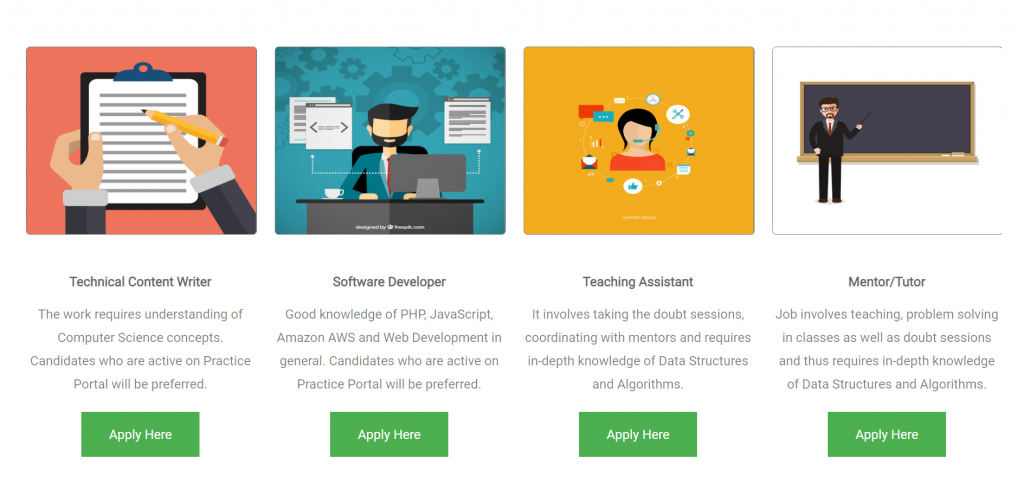 designed by freepik.com
SUPPORT SERVICE
Technical Content Writer
The work requires understanding of
Computer Science concepts.
Candidates who are active on Practice
Portal will be preferred.
Apply Here
Software Developer
Good knowledge of PHP, JavaScript,
Amazon AWS and Web Development in
general. Candidates who are active on
Practice Portal will be preferred.
Apply Here
Teaching Assistant
It involves taking the doubt sessions,
coordinating with mentors and requires
in-depth knowledge of Data Structures
and Algorithms.
Apply Here
Mentor/Tutor
Job involves teaching, problem solving
in classes as well as doubt sessions
and thus requires in-depth knowledge
of Data Structures and Algorithms.
Apply Here